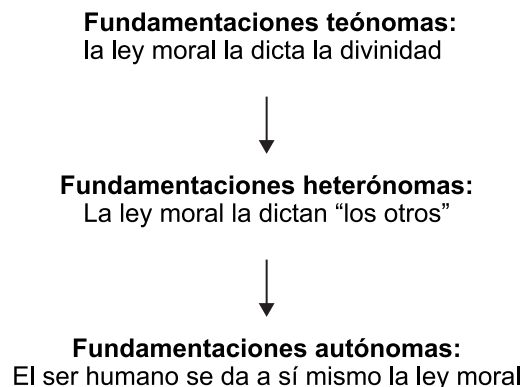 Fundamentaciones teónomas:
la ley moral la dicta la divinidad
Fundamentaciones heterónomas:
La ley moral la dictan “los otros”
Fundamentaciones autónomas:
El ser humano se da a sí mismo la ley moral